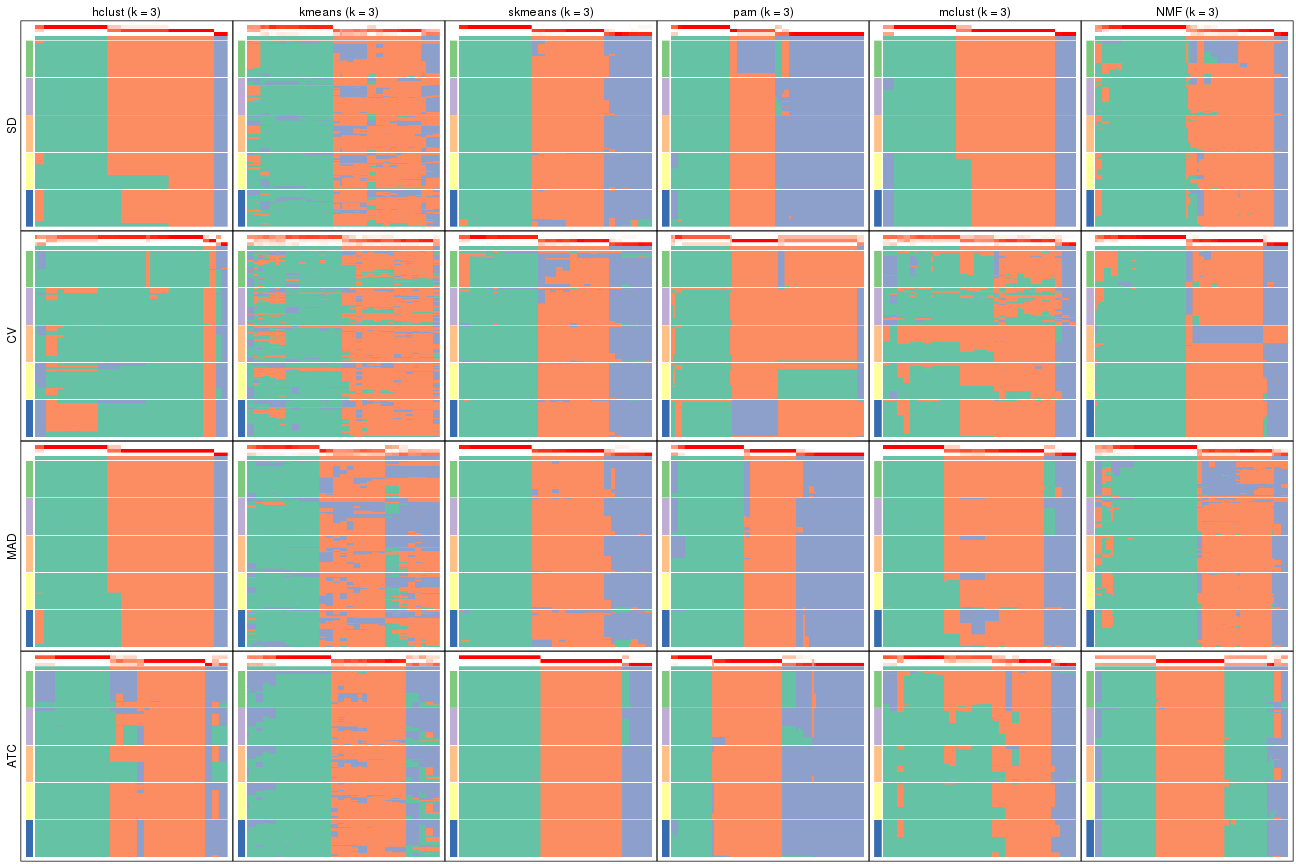 hclust (k = 3)
kmeans (k = 3)
skmeans (k = 3)
pam (k = 3)
mclust (k = 3)
NMF (k = 3)
SD
CV
MAD
ATC